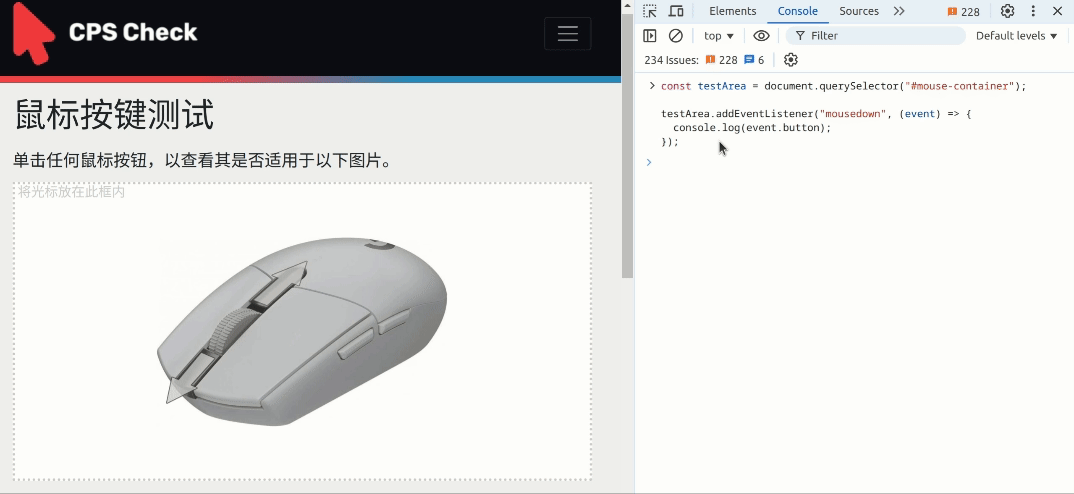 CPS Check
鼠标按键测试
单击任何鼠标按钮，以查看其是否适用于以下图片。
将光标放在此框内
Elements Console Sources 228
top Filter Default levels
234 Issues: 228 6
const testArea = document.querySelector("#mouse-container");
testArea.addEventListener("mousedown", (event) => {
console.log(event.button);
});